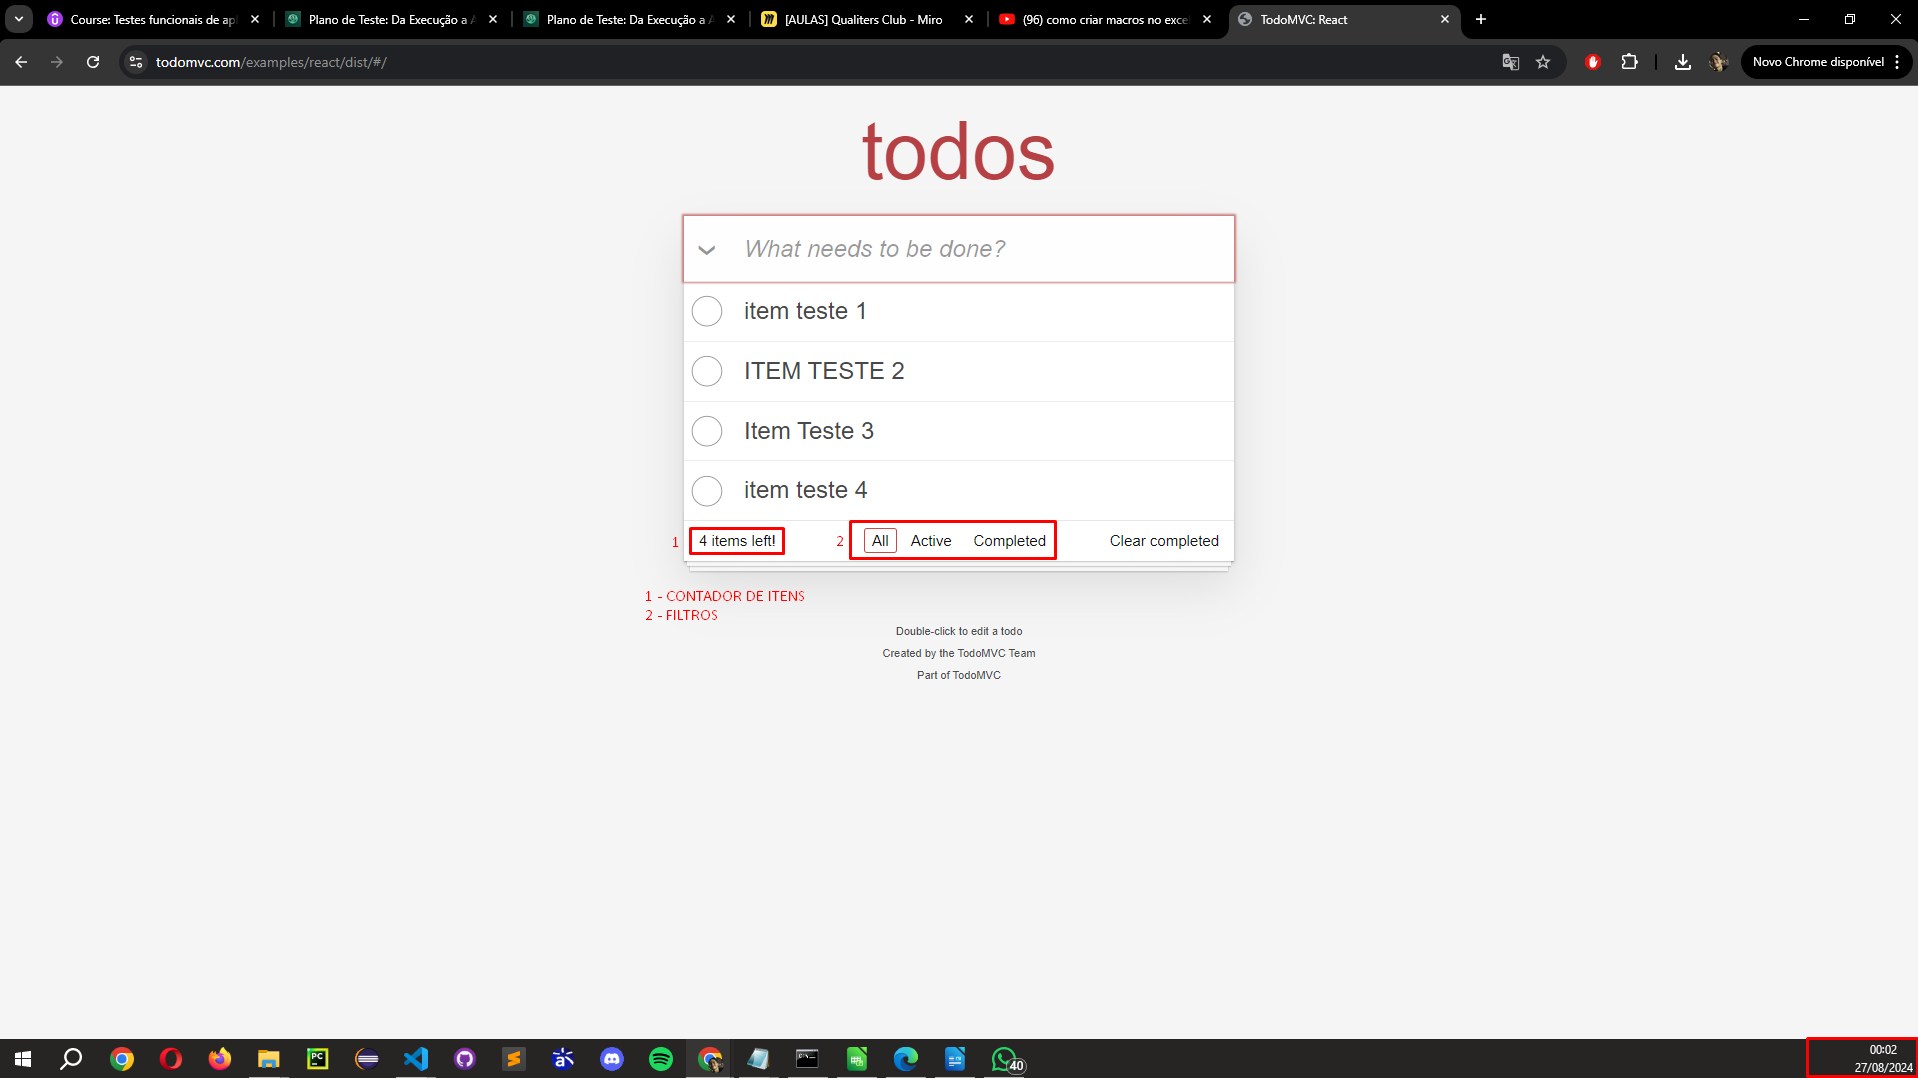 Course: Testes funcionais de apl
Plano de Teste: Da Execução a A
Plano de Teste: Da Execução a A
[AULAS] Qualiters Club - Miro
(96) como criar macros no exce
TodoMVC: React
todomvc.com/examples/react/dist/#/
Novo Chrome disponível
todos
What needs to be done?
item teste 1
ITEM TESTE 2
Item Teste 3
item teste 4
1 4 items left! 2 All Active Completed Clear completed
1 - CONTADOR DE ITENS
2 - FILTROS
Double-click to edit a todo
Created by the TodoMVC Team
Part of TodoMVC
PC
40
00:02
27/08/2024